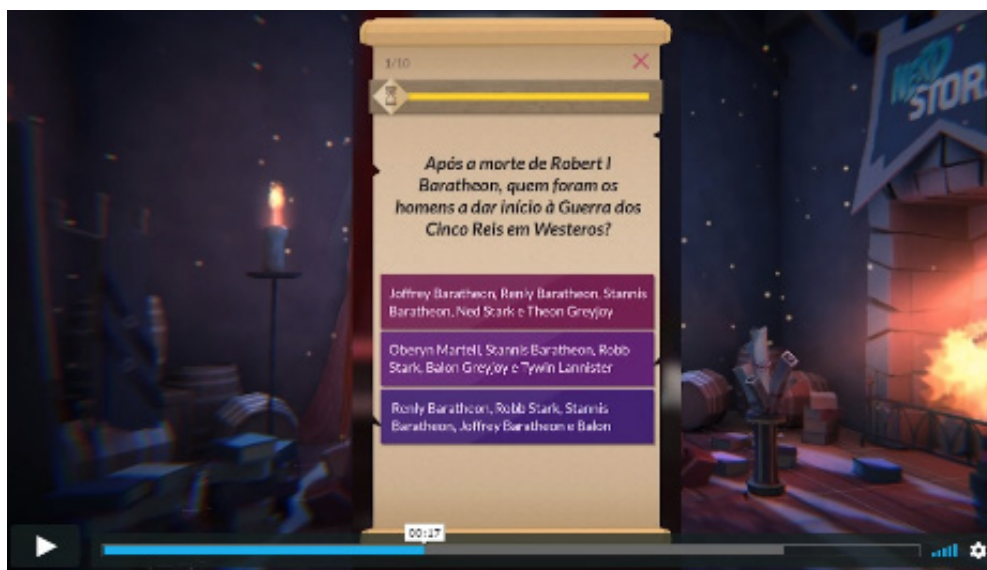 1/10
NERD
STOR
Após a morte de Robert I
Baratheon, quem foram os
homens a dar início à Guerra dos
Cinco Reis em Westeros?
Joffrey Baratheon, Renly Baratheon, Stannis
Baratheon, Ned Stark e Theon Greyjoy
Oberyn Martell, Stannis Baratheon, Robb
Stark, Balon Greyjoy e Tywin Lannister
Renly Baratheon, Robb Stark, Stannis
Baratheon, Joffrey Baratheon e Balon
00:17